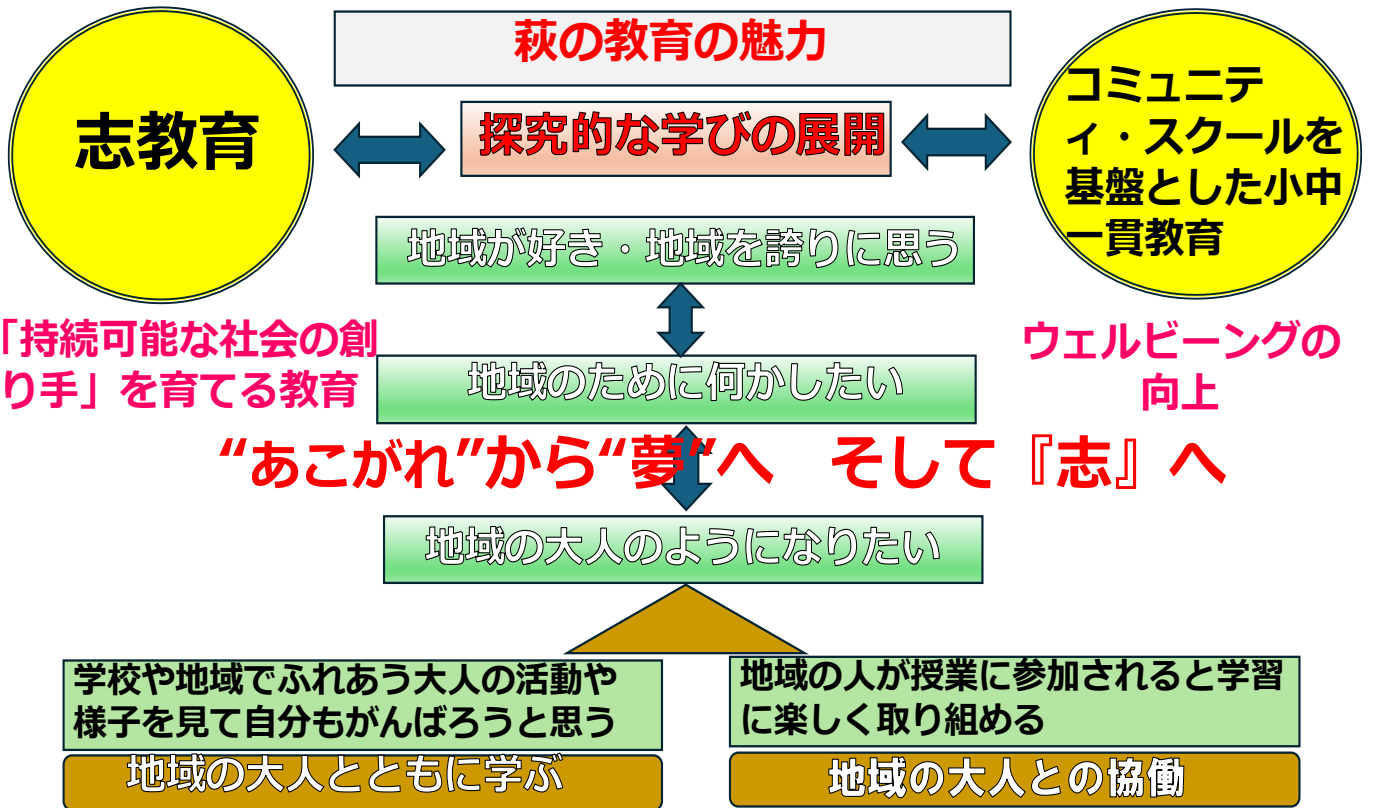 萩の教育の魅力
志教育
探究的な学びの展開
コミュニテ
ィ・スクールを
基盤とした小中
一貫教育
地域が好き・地域を誇りに思う
「持続可能な社会の創
り手」を育てる教育
ウェルビーングの
向上
地域のために何かしたい
“あこがれ”から“夢”へ　そして『志』へ
地域の大人のようになりたい
学校や地域でふれあう大人の活動や
様子を見て自分もがんばろうと思う
地域の人が授業に参加されると学習
に楽しく取り組める
地域の大人とともに学ぶ
地域の大人との協働